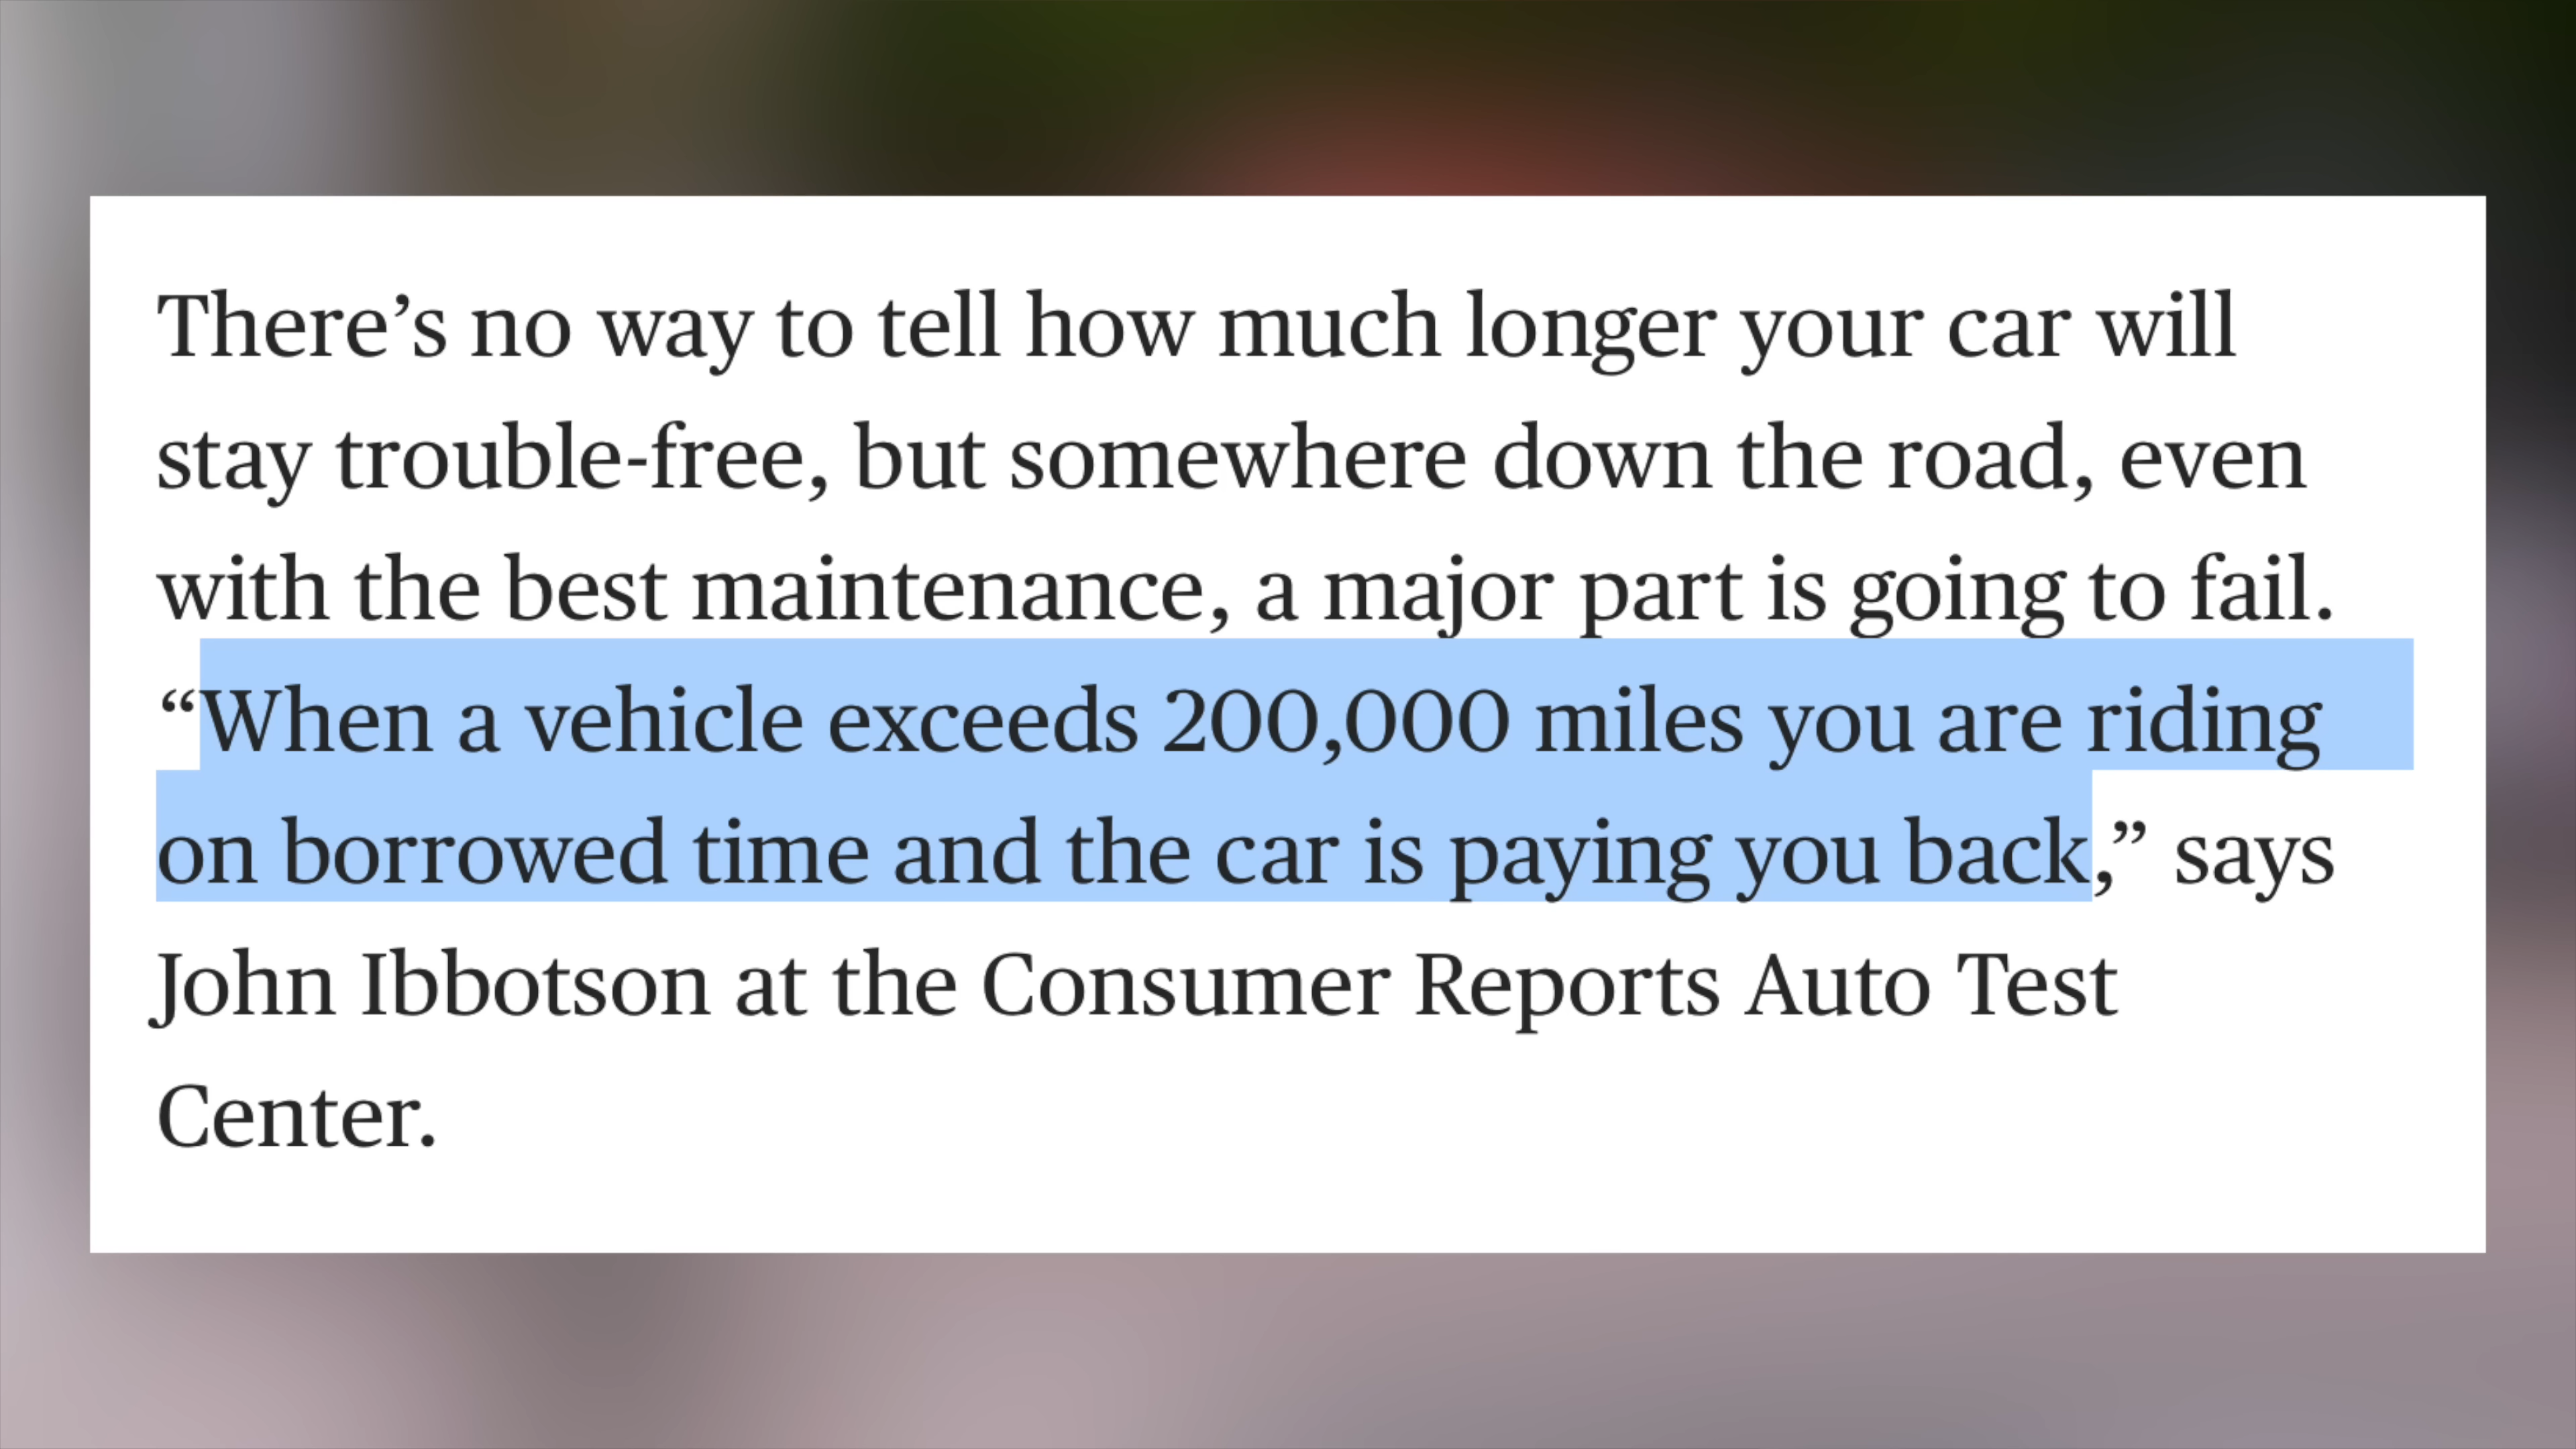 There’s no way to tell how much longer your car will
stay trouble-free, but somewhere down the road, even
with the best maintenance, a major part is going to fail.
“When a vehicle exceeds 200,000 miles you are riding
on borrowed time and the car is paying you back,” says
John Ibbotson at the Consumer Reports Auto Test
Center.